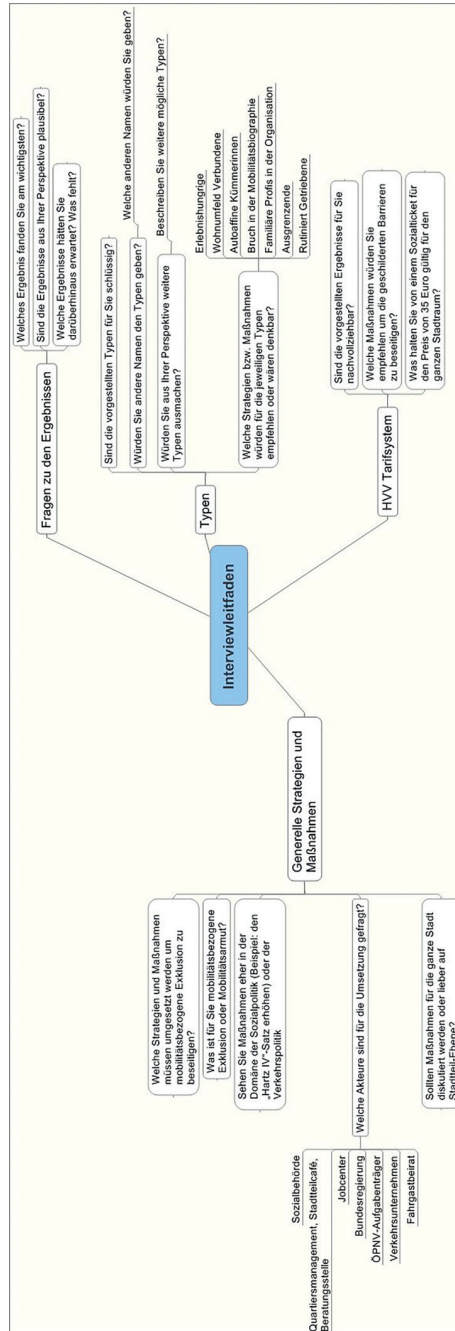 Interviewleitfaden
Fragen zu den Ergebnissen
Welches Ergebnis fanden Sie am wichtigsten?
Sind die Ergebnisse aus Ihrer Perspektive plausibel?
Welche Ergebnisse hätten Sie
darüberhinaus erwartet? Was fehlt?
Typen
Sind die vorgestellten Typen für Sie schlüssig?
Würden Sie andere Namen den Typen geben?
Welche anderen Namen würden Sie geben?
Würden Sie aus Ihrer Perspektive weitere
Typen ausmachen?
Beschreiben Sie weitere mögliche Typen?
Welche Strategien bzw. Maßnahmen
würden für die jeweiligen Typen
empfehlen oder wären denkbar?
Erlebnishungrige
Wohnumfeld Verbundene
Autoaffine Kümmerinnen
Bruch in der Mobilitätsbiographie
Familiäre Profis in der Organisation
Ausgrenzende
Rutiniert Getriebene
HVV Tarifsystem
Sind die vorgestellten Ergebnisse für Sie
nachvollziehbar?
Welche Maßnahmen würden Sie
empfehlen um die geschilderten Barrieren
zu beseitigen?
Was halten Sie von einem Sozialticket für
den Preis von 35 Euro gültig für den
ganzen Stadtraum?
Generelle Strategien und
Maßnahmen
Welche Strategien und Maßnahmen
müssen umgesetzt werden um
mobilitätsbezogene Exklusion zu
beseitigen?
Was ist für Sie mobilitätsbezogene
Exklusion oder Mobilitätsarmut?
Sehen Sie Maßnahmen eher in der
Domäne der Sozialpolitik (Beispiel: den
„Hartz IV"-Satz erhöhen) oder der
Verkehrspolitik
Welche Akteure sind für die Umsetzung gefragt?
Sozialbehörde
Quartiersmanagement, Stadtteilcafé,
Beratungsstelle
Jobcenter
Bundesregierung
ÖPNV-Aufgabenträger
Verkehrsunternehmen
Fahrgastbeirat
Sollten Maßnahmen für die ganze Stadt
diskutiert werden oder lieber auf
Stadtteil-Ebene?